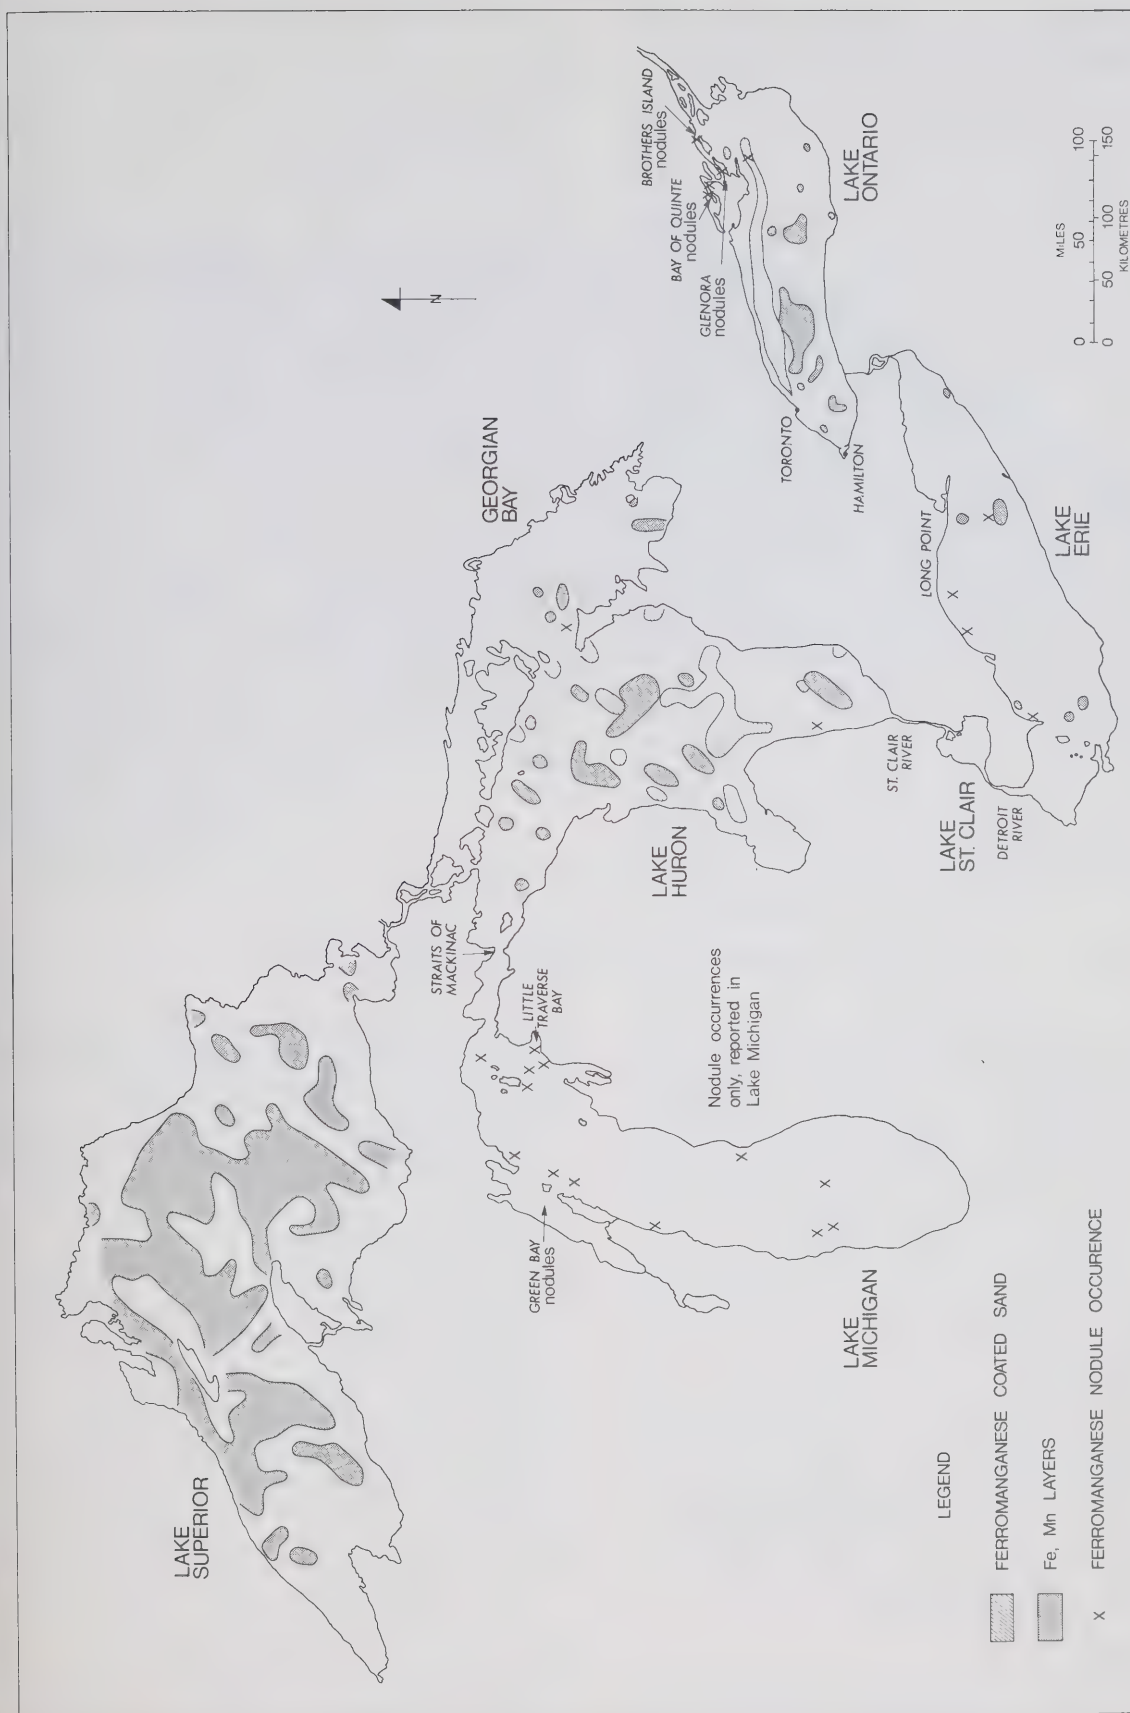 LAKE
SUPERIOR
STRAITS OF
MACKINAC
GEORGIAN
BAY
N
BROTHERS ISLAND
nodules
BAY OF QUINTE
nodules
GLENORA
nodules
TORONTO
HAMILTON
LAKE
ONTARIO
LITTLE
TRAVERSE
BAY
GREEN BAY
nodules
LAKE
HURON
LONG POINT
ST. CLAIR
RIVER
LAKE
ST. CLAIR
DETROIT
RIVER
LAKE
ERIE
Nodule occurrences
only, reported in
Lake Michigan
LAKE
MICHIGAN
MILES
0 50 100
0 50 100 150
KILOMETRES
LEGEND
FERROMANGANESE COATED SAND
Fe, Mn LAYERS
X FERROMANGANESE NODULE OCCURENCE